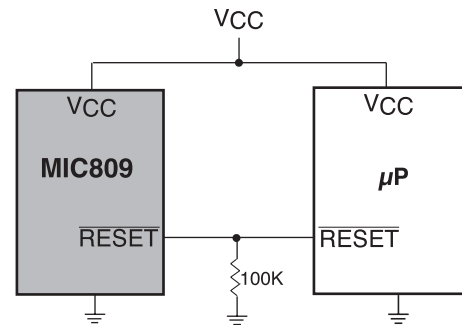 VCC
VCC
VCC
MIC809
µP
RESET
RESET
100K